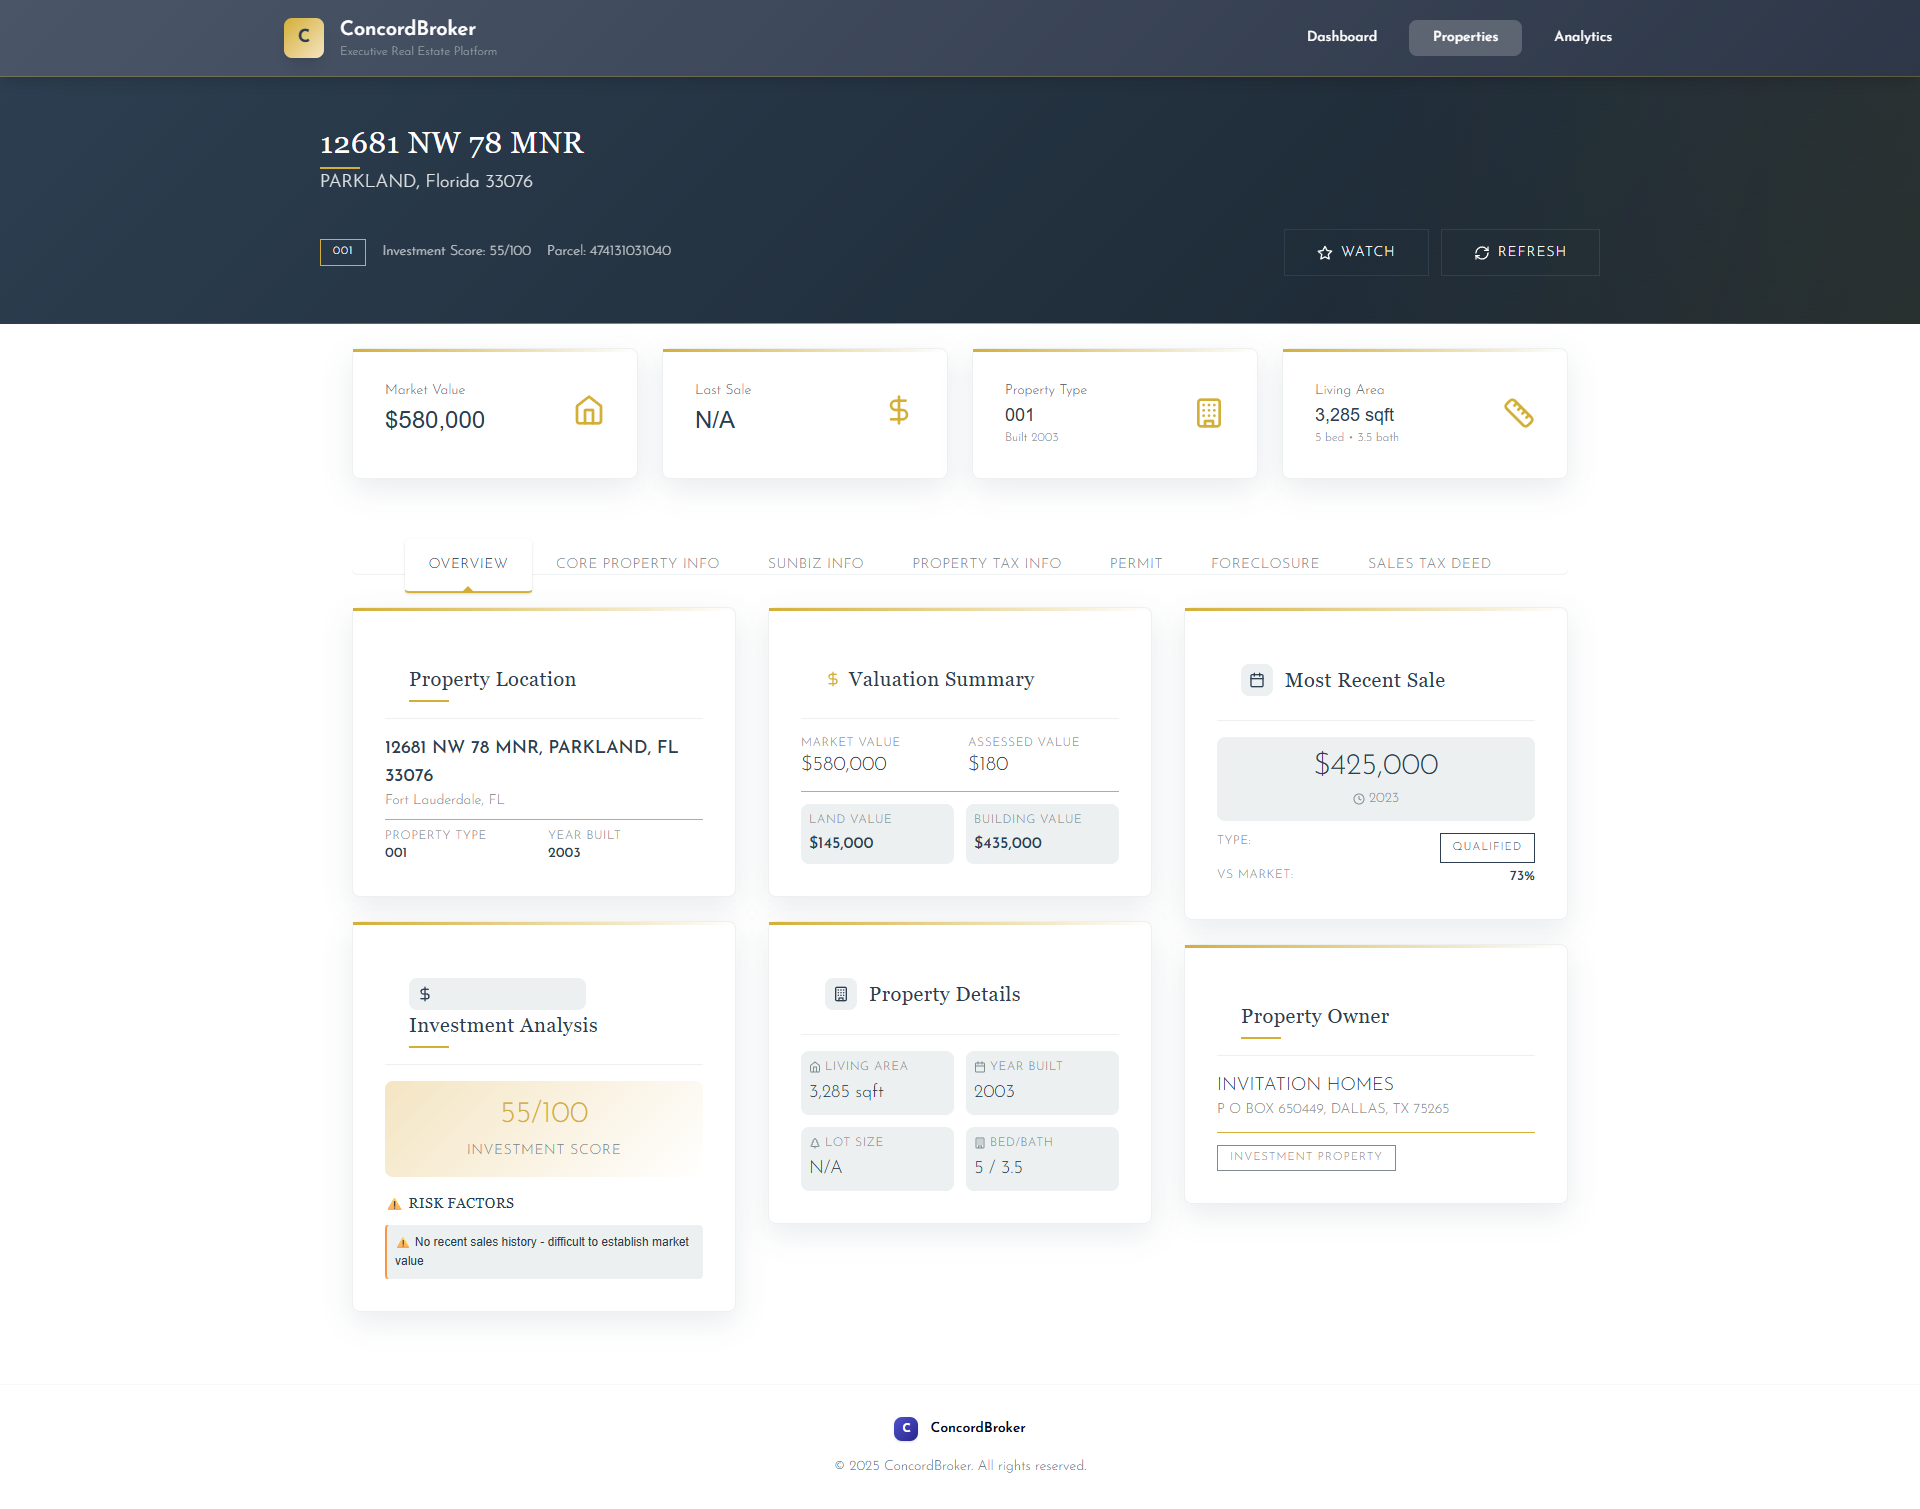 C
ConcordBroker
Executive Real Estate Platform
Dashboard
Properties
Analytics
12681 NW 78 MNR
PARKLAND, Florida 33076
001
Investment Score: 55/100
Parcel: 474131031040
WATCH
REFRESH
Market Value
$580,000
Last Sale
N/A
Property Type
001
Built 2003
Living Area
3,285 sqft
5 bed • 3.5 bath
OVERVIEW
CORE PROPERTY INFO
SUNBIZ INFO
PROPERTY TAX INFO
PERMIT
FORECLOSURE
SALES TAX DEED
Property Location
12681 NW 78 MNR, PARKLAND, FL
33076
Fort Lauderdale, FL
PROPERTY TYPE
001
YEAR BUILT
2003
$ Valuation Summary
MARKET VALUE
$580,000
ASSESSED VALUE
$180
LAND VALUE
$145,000
BUILDING VALUE
$435,000
Most Recent Sale
$425,000
2023
TYPE:
QUALIFIED
VS MARKET:
73%
$
Investment Analysis
55/100
INVESTMENT SCORE
RISK FACTORS
No recent sales history - difficult to establish market
value
Property Details
LIVING AREA
3,285 sqft
YEAR BUILT
2003
LOT SIZE
N/A
BED/BATH
5 / 3.5
Property Owner
INVITATION HOMES
P O BOX 650449, DALLAS, TX 75265
INVESTMENT PROPERTY
C
ConcordBroker
© 2025 ConcordBroker. All rights reserved.